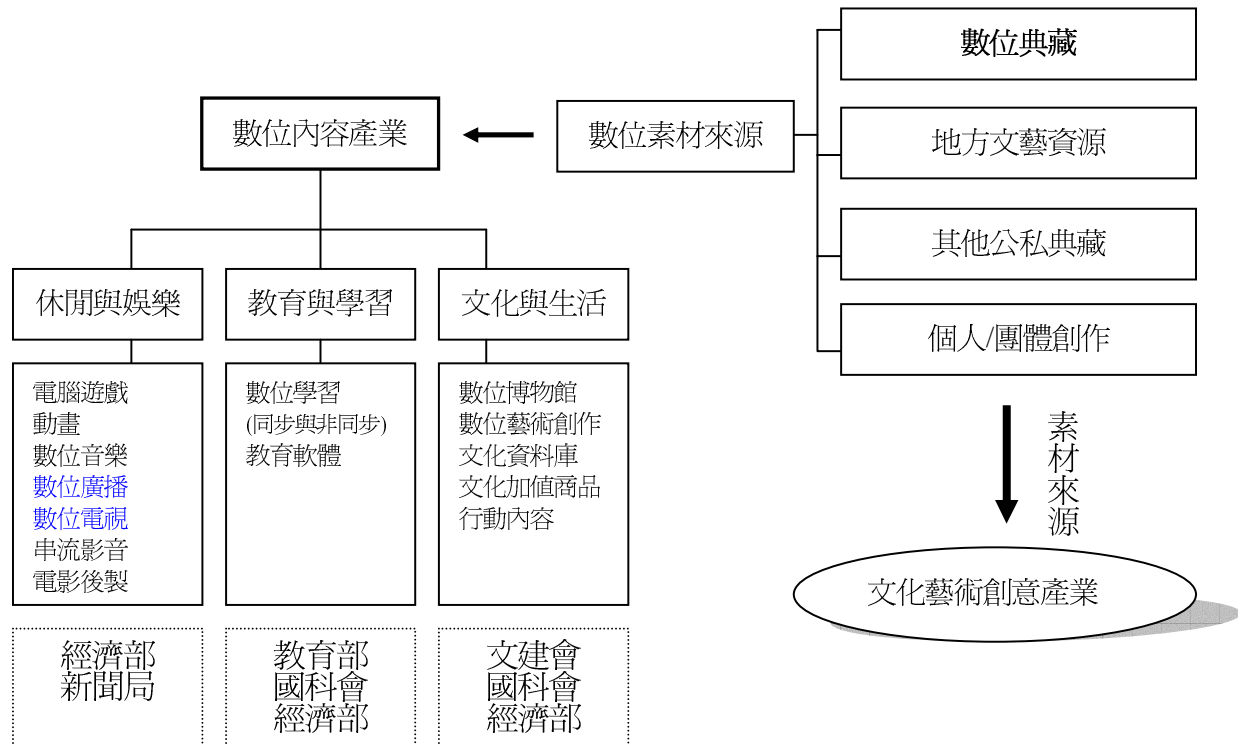 數位典藏
數位內容產業
數位素材來源
地方文藝資源
其他公私典藏
個人/團體創作
休閒與娛樂
教育與學習
文化與生活
電腦遊戲
動畫
數位音樂
數位廣播
數位電視
串流影音
電影後製
數位學習
(同步與非同步)
教育軟體
數位博物館
數位藝術創作
文化資料庫
文化加值商品
行動內容
素
材
來
源
文化藝術創意產業
經濟部
新聞局
教育部
國科會
經濟部
文建會
國科會
經濟部